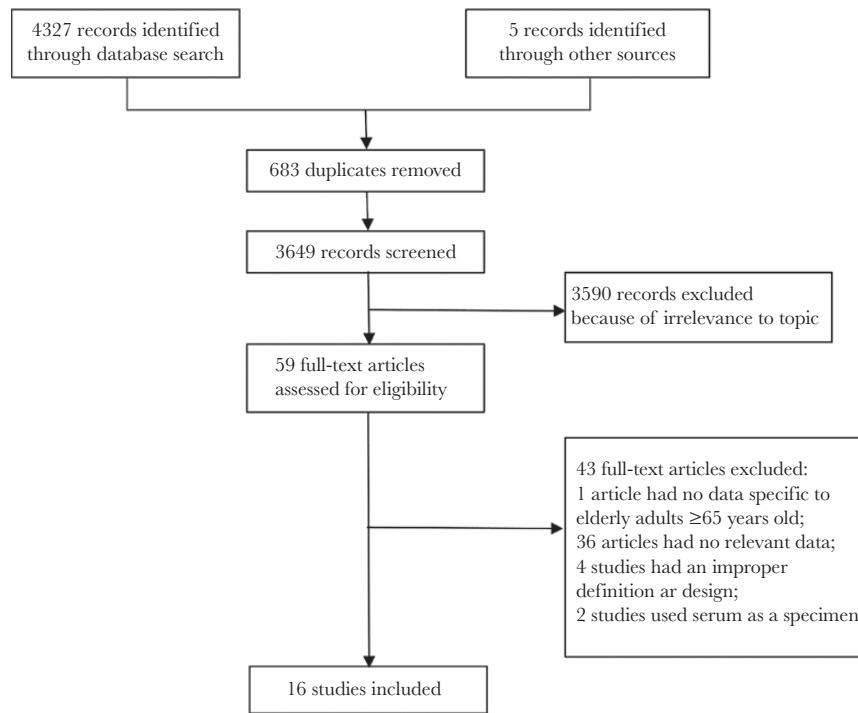 4327 records identified
through database search
5 records identified
through other sources
683 duplicates removed
3649 records screened
3590 records excluded
because of irrelevance to topic
59 full-text articles
assessed for eligibility
43 full-text articles excluded:
1 article had no data specific to
elderly adults ≥65 years old;
36 articles had no relevant data;
4 studies had an improper
definition ar design;
2 studies used serum as a specimen
16 studies included